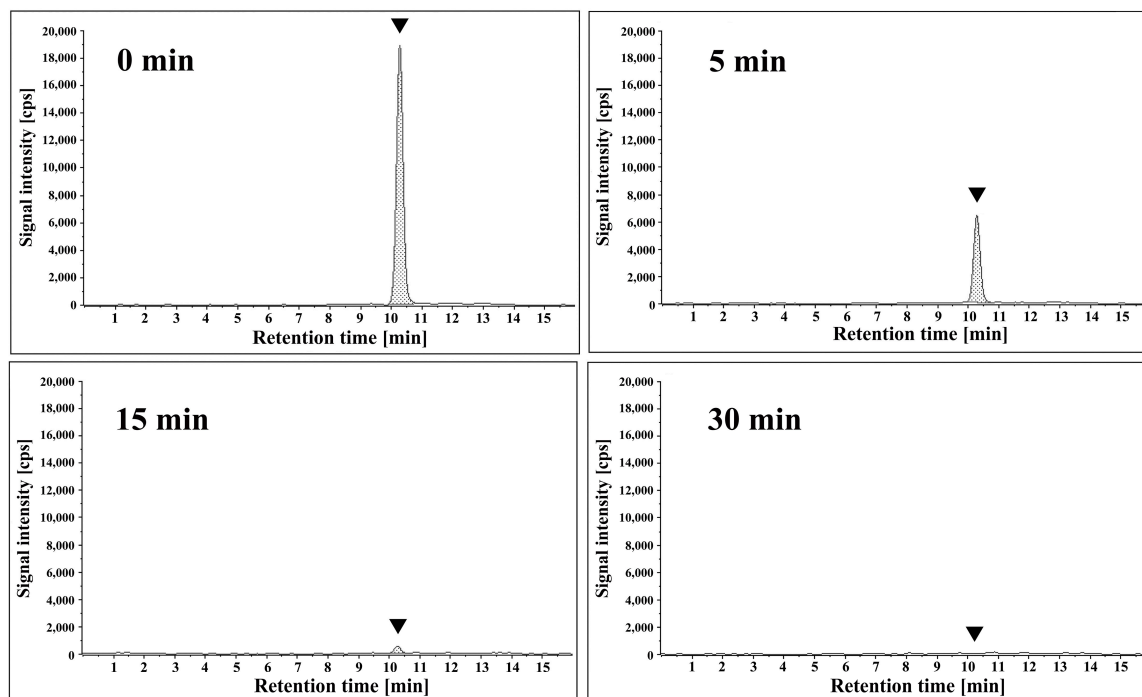 0 min
Signal intensity [cps]
20,000
18,000
16,000
14,000
12,000
10,000
8,000
6,000
4,000
2,000
0
1 2 3 4 5 6 7 8 9 10 11 12 13 14 15
Retention time [min]
5 min
Signal intensity [cps]
20,000
18,000
16,000
14,000
12,000
10,000
8,000
6,000
4,000
2,000
0
1 2 3 4 5 6 7 8 9 10 11 12 13 14 15
Retention time [min]
15 min
Signal intensity [cps]
20,000
18,000
16,000
14,000
12,000
10,000
8,000
6,000
4,000
2,000
0
1 2 3 4 5 6 7 8 9 10 11 12 13 14 15
Retention time [min]
30 min
Signal intensity [cps]
20,000
18,000
16,000
14,000
12,000
10,000
8,000
6,000
4,000
2,000
0
1 2 3 4 5 6 7 8 9 10 11 12 13 14 15
Retention time [min]